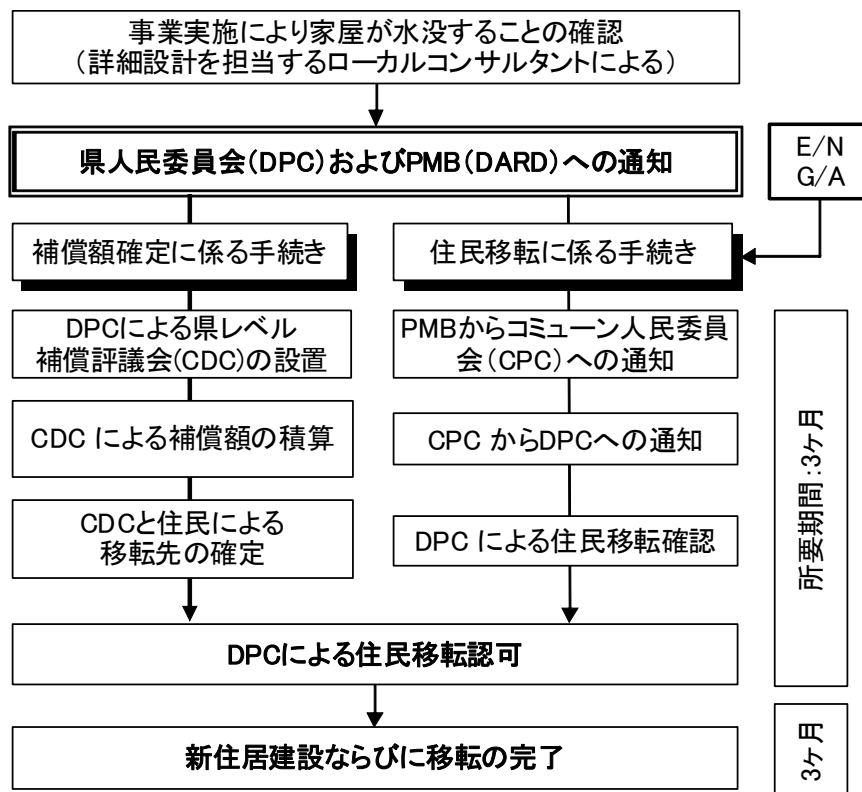 事業実施により家屋が水没することの確認
（詳細設計を担当するローカルコンサルタントによる）
県人民委員会（DPC）およびPMB（DARD）への通知
E/N
G/A
補償額確定に係る手続き
住民移転に係る手続き
DPCによる県レベル
補償評議会(CDC)の設置
PMBからコミューン人民委員
会（CPC）への通知
CDC による補償額の積算
CPC からDPCへの通知
CDCと住民による
移転先の確定
DPC による住民移転確認
所要期間:3ヶ月
DPCによる住民移転認可
新住居建設ならびに移転の完了
3ヶ月